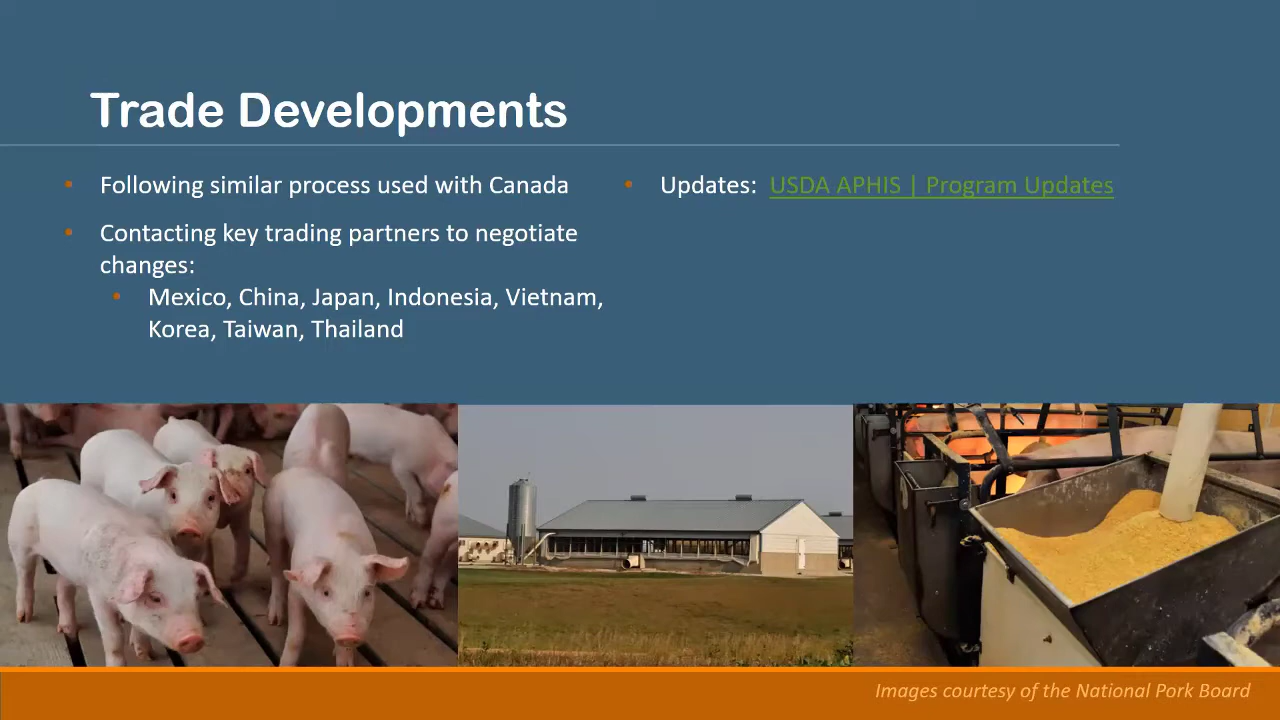 Trade Developments
• Following similar process used with Canada
• Contacting key trading partners to negotiate
changes:
• Mexico, China, Japan, Indonesia, Vietnam,
Korea, Taiwan, Thailand
• Updates: USDA APHIS | Program Updates
Images courtesy of the National Pork Board